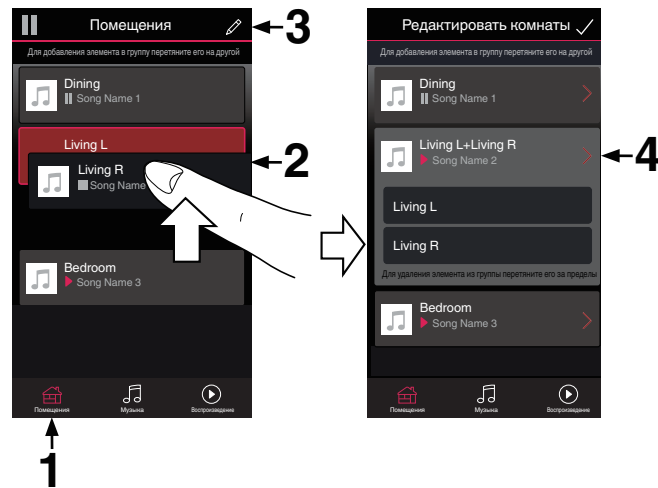 Помещения
3
Для добавления элемента в группу перетяните его на другой
Dining
Song Name 1
Living L
Living R
Song Name
2
Bedroom
Song Name 3
Помещения
Музыка
Воспроизведение
1
Редактировать комнаты
Для добавления элемента в группу перетяните его на другой
Dining
Song Name 1
Living L+Living R
Song Name 2
4
Living L
Living R
Для удаления элемента из группы перетяните его за пределы
Bedroom
Song Name 3
Помещения
Музыка
Воспроизведение